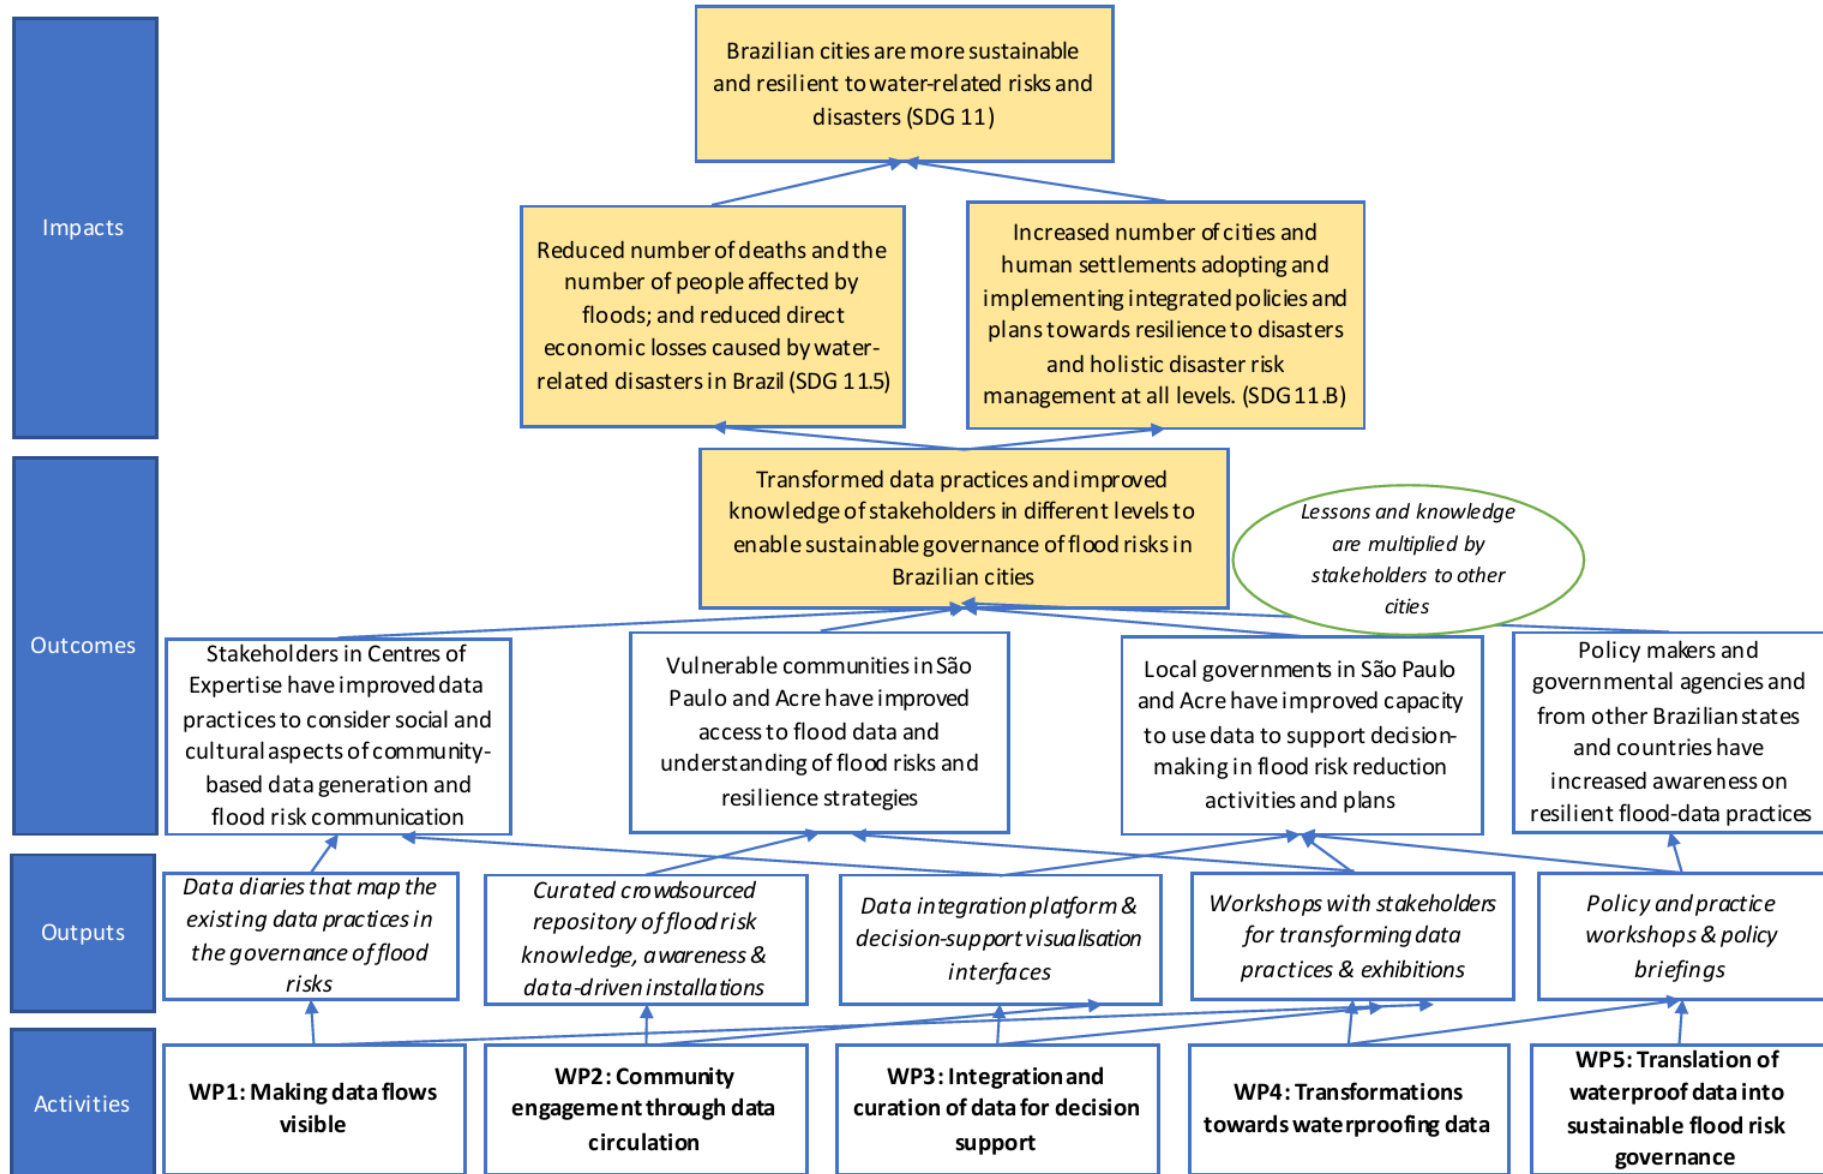 Impacts
Brazilian cities are more sustainable
and resilient to water-related risks and
disasters (SDG 11)
Reduced number of deaths and the
number of people affected by
floods; and reduced direct
economic losses caused by water-
related disasters in Brazil (SDG 11.5)
Increased number of cities and
human settlements adopting and
implementing integrated policies and
plans towards resilience to disasters
and holistic disaster risk
management at all levels. (SDG 11.B)
Outcomes
Transformed data practices and improved
knowledge of stakeholders in different levels to
enable sustainable governance of flood risks in
Brazilian cities
Lessons and knowledge
are multiplied by
stakeholders to other
cities
Stakeholders in Centres of
Expertise have improved data
practices to consider social and
cultural aspects of community-
based data generation and
flood risk communication
Vulnerable communities in São
Paulo and Acre have improved
access to flood data and
understanding of flood risks and
resilience strategies
Local governments in São Paulo
and Acre have improved capacity
to use data to support decision-
making in flood risk reduction
activities and plans
Policy makers and
governmental agencies and
from other Brazilian states
and countries have
increased awareness on
resilient flood-data practices
Outputs
Data diaries that map the
existing data practices in
the governance of flood
risks
Curated crowdsourced
repository of flood risk
knowledge, awareness &
data-driven installations
Data integration platform &
decision-support visualisation
interfaces
Workshops with stakeholders
for transforming data
practices & exhibitions
Policy and practice
workshops & policy
briefings
Activities
WP1: Making data flows
visible
WP2: Community
engagement through data
circulation
WP3: Integration and
curation of data for decision
support
WP4: Transformations
towards waterproofing data
WP5: Translation of
waterproof data into
sustainable flood risk
governance